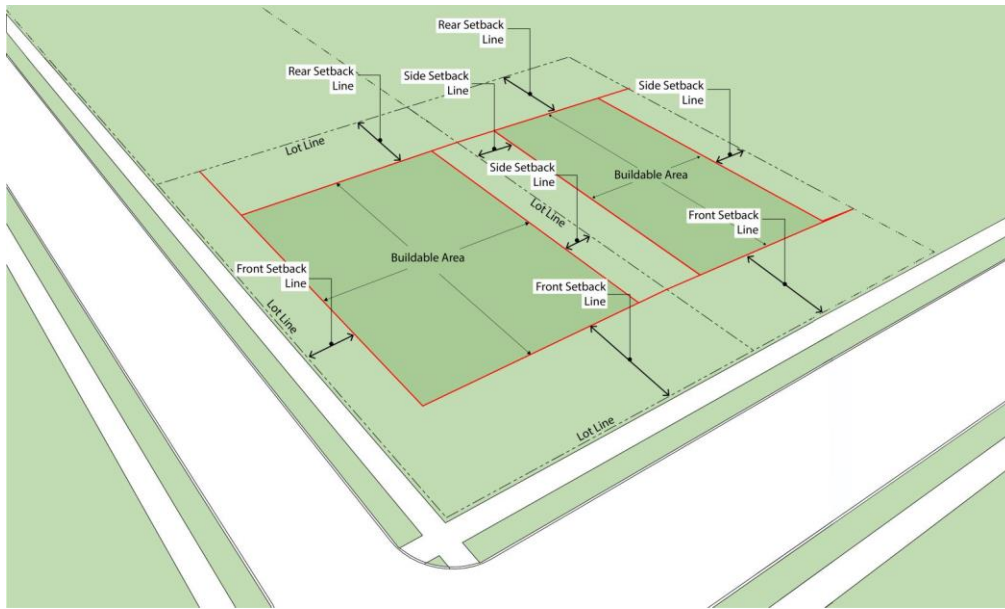 Rear Setback
Line
Rear Setback
Line
Side Setback
Line
Side Setback
Line
Lot Line
Side Setback
Line
Buildable Area
Lot Line
Front Setback
Line
Buildable Area
Front Setback
Line
Front Setback
Line
Lot Line
Lot Line